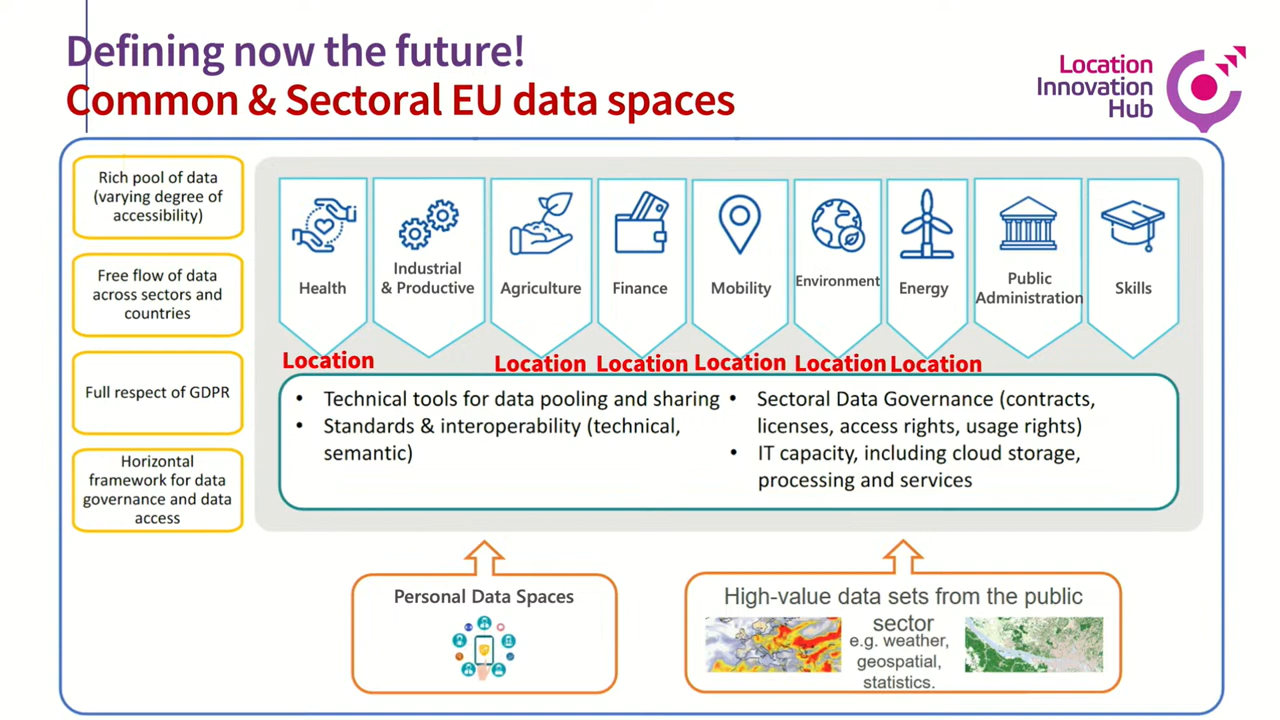 Defining now the future!
Common & Sectoral EU data spaces
Location
Innovation
Hub
Rich pool of data
(varying degree of
accessibility)
Free flow of data
across sectors and
countries
Full respect of GDPR
Horizontal
framework for data
governance and data
access
Health
Industrial
& Productive
Agriculture
Finance
Mobility
Environment
Energy
Public
Administration
Skills
Location
Location
Location
Location
Location
Location
• Technical tools for data pooling and sharing
• Standards & interoperability (technical,
semantic)
• Sectoral Data Governance (contracts,
licenses, access rights, usage rights)
• IT capacity, including cloud storage,
processing and services
Personal Data Spaces
High-value data sets from the public
sector
e.g. weather,
geospatial,
statistics.